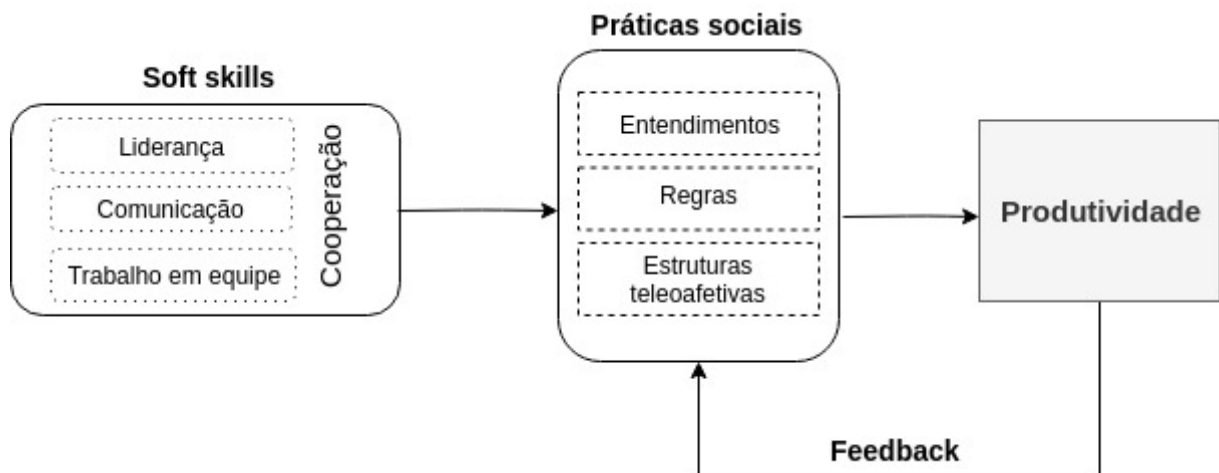 Soft skills
Liderança
Comunicação
Trabalho em equipe
Cooperação
Práticas sociais
Entendimentos
Regras
Estruturas
teleoafetivas
Produtividade
Feedback